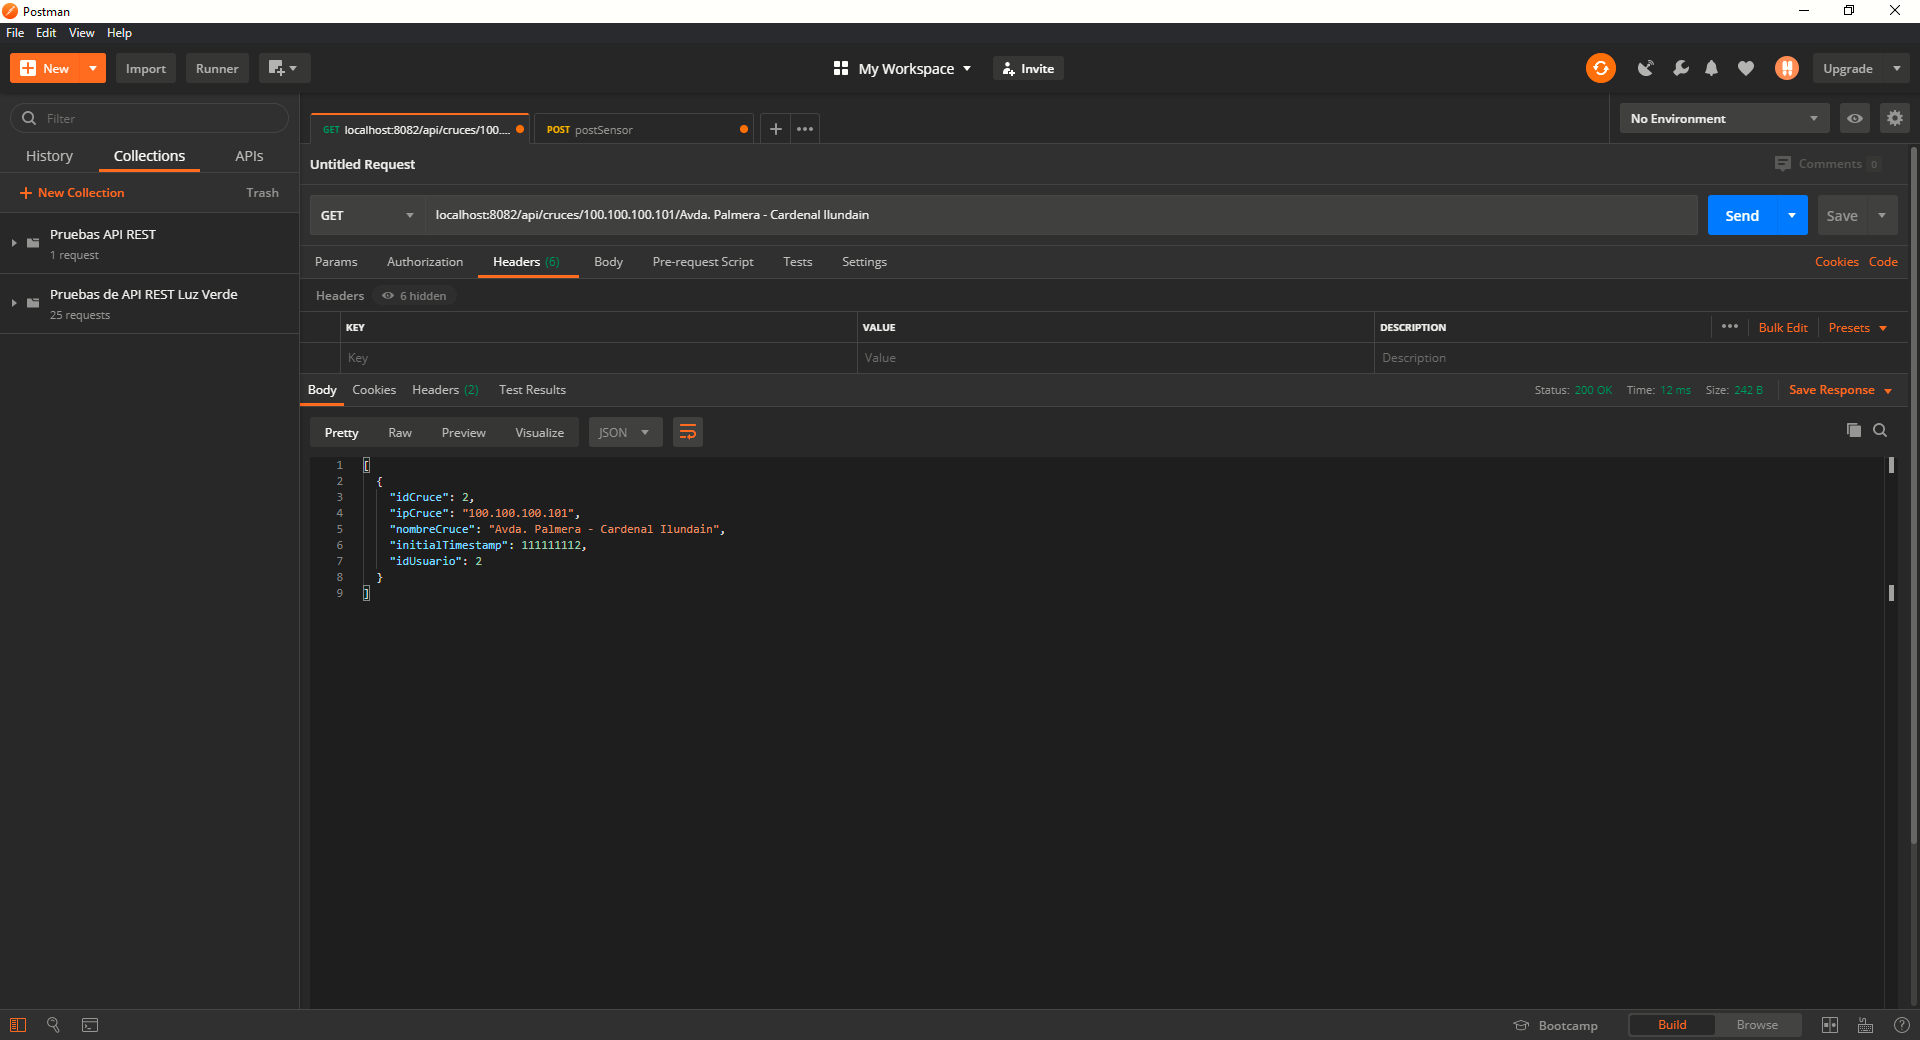 Postman
File Edit View Help
New Import Runner My Workspace Invite Upgrade
Filter
History Collections APIs
New Collection Trash
Pruebas API REST
1 request
Pruebas de API REST Luz Verde
25 requests
GET localhost:8082/api/cruces/100.... POST postSensor ••• No Environment
Untitled Request Comments 0
GET localhost:8082/api/cruces/100.100.100.101/Avda. Palmera - Cardenal Ilundain Send Save
Params Authorization Headers (6) Body Pre-request Script Tests Settings Cookies Code
Headers 6 hidden
KEY VALUE DESCRIPTION ••• Bulk Edit Presets
Key Value Description
Body Cookies Headers (2) Test Results Status: 200 OK Time: 12 ms Size: 242 B Save Response
Pretty Raw Preview Visualize JSON
1 [
2 {
3 "idCruce": 2,
4 "ipCruce": "100.100.100.101",
5 "nombreCruce": "Avda. Palmera - Cardenal Ilundain",
6 "initialTimestamp": 111111112,
7 "idUsuario": 2
8 }
9 ]
Bootcamp Build Browse